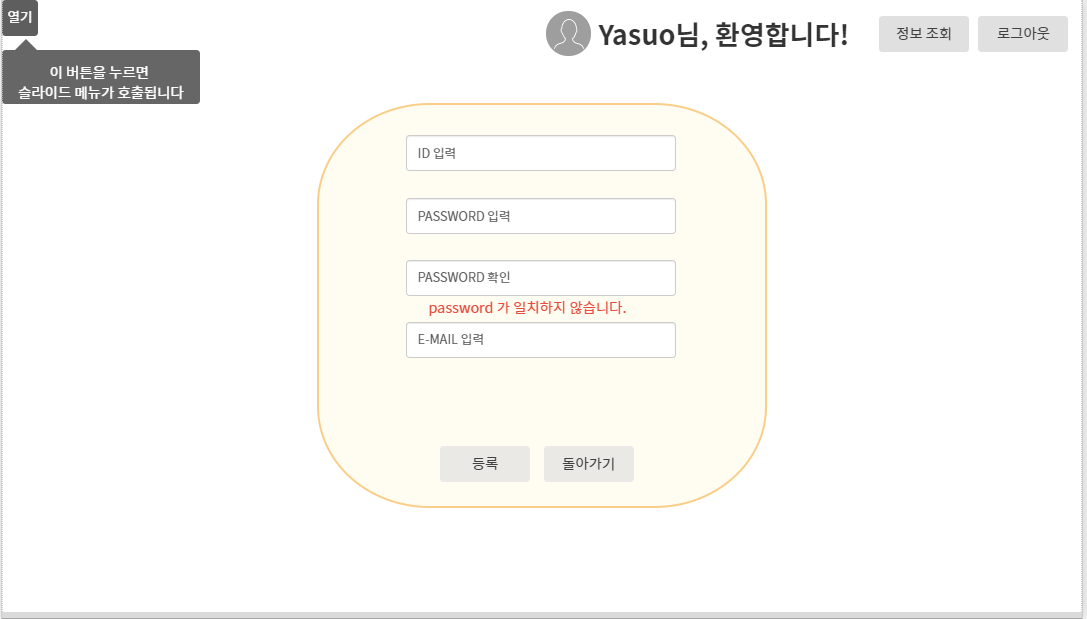 열기
Yasuo님, 환영합니다!
정보 조회
로그아웃
이 버튼을 누르면
슬라이드 메뉴가 호출됩니다
ID 입력
PASSWORD 입력
PASSWORD 확인
password 가 일치하지 않습니다.
E-MAIL 입력
등록
돌아가기